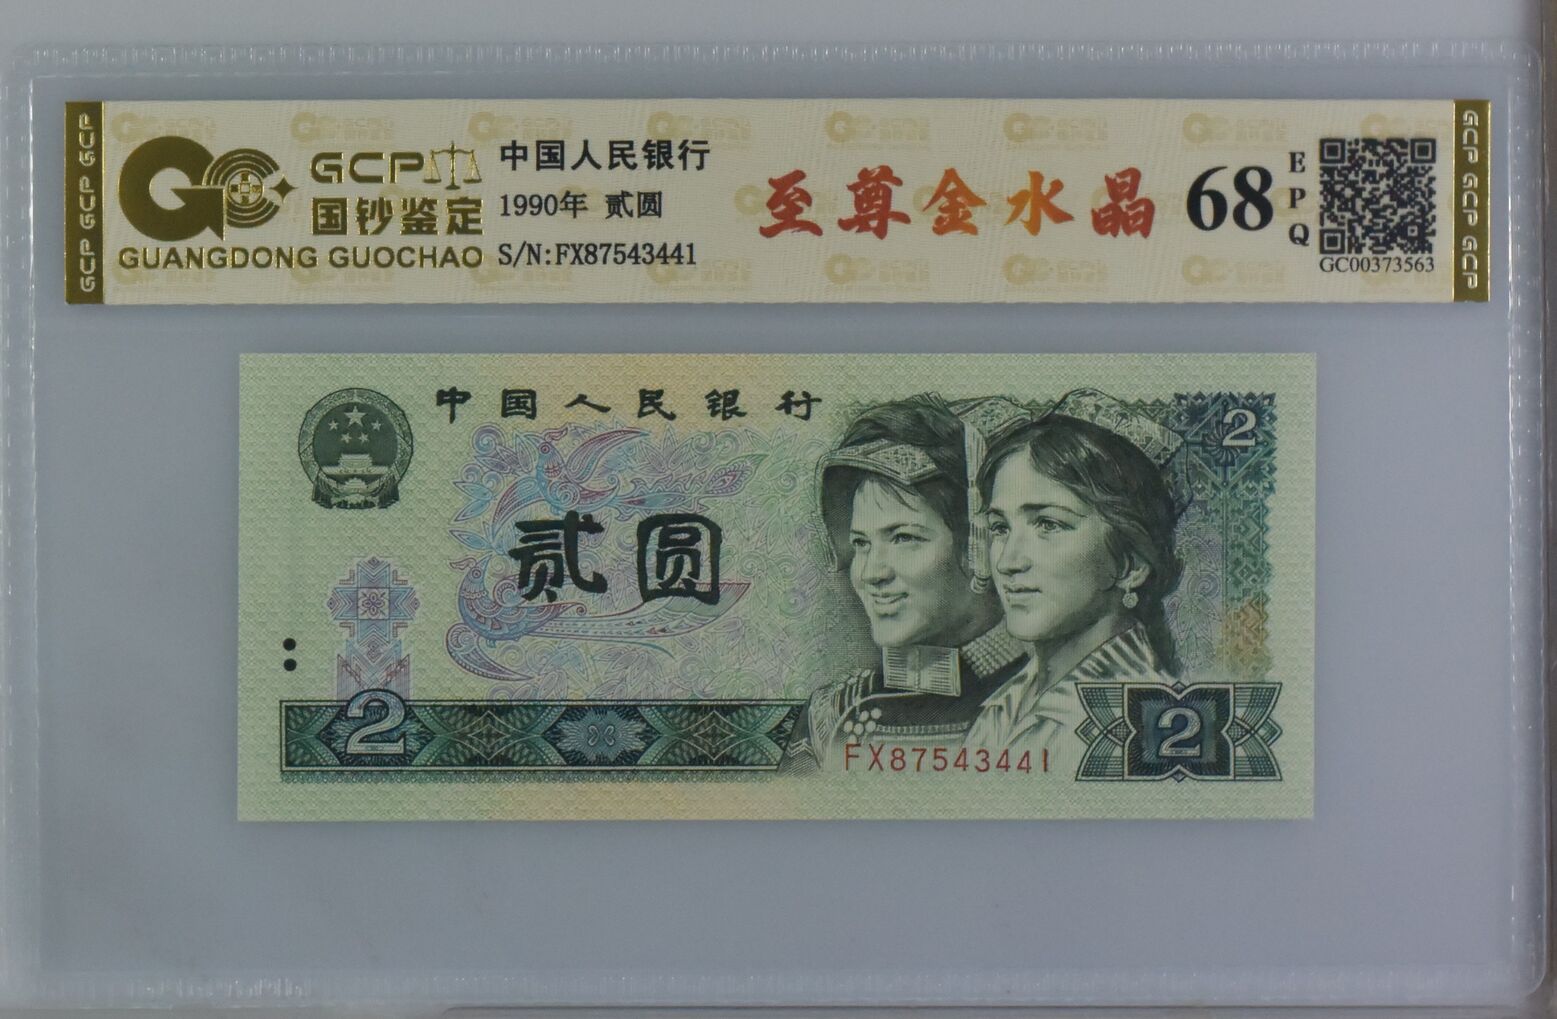 GCP GCP GCP
GCP
国钞鉴定
GUANGDONG GUOCHAO
中国人民银行
1990年 贰圆
S/N:FX87543441
至尊金水晶
68
EPQ
GC00373563
GCP GCP GCP
中国人民银行
2
贰圆
2
FX87543441
2